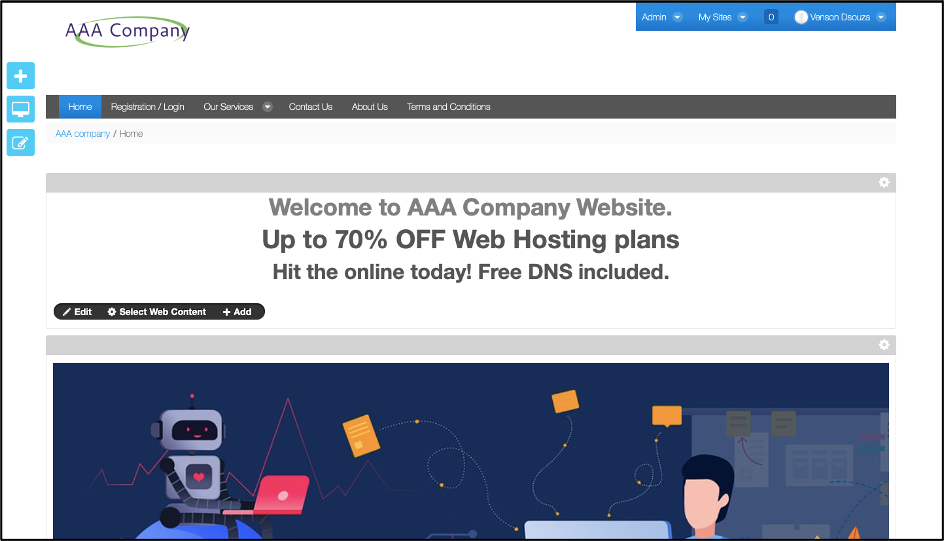 AAA Company
Admin My Sites 0 Venson Dsouzs
Home Registration / Login Our Services Contact Us About Us Terms and Conditions
AAA company / Home
Welcome to AAA Company Website.
Up to 70% OFF Web Hosting plans
Hit the online today! Free DNS included.
Edit Select Web Content Add